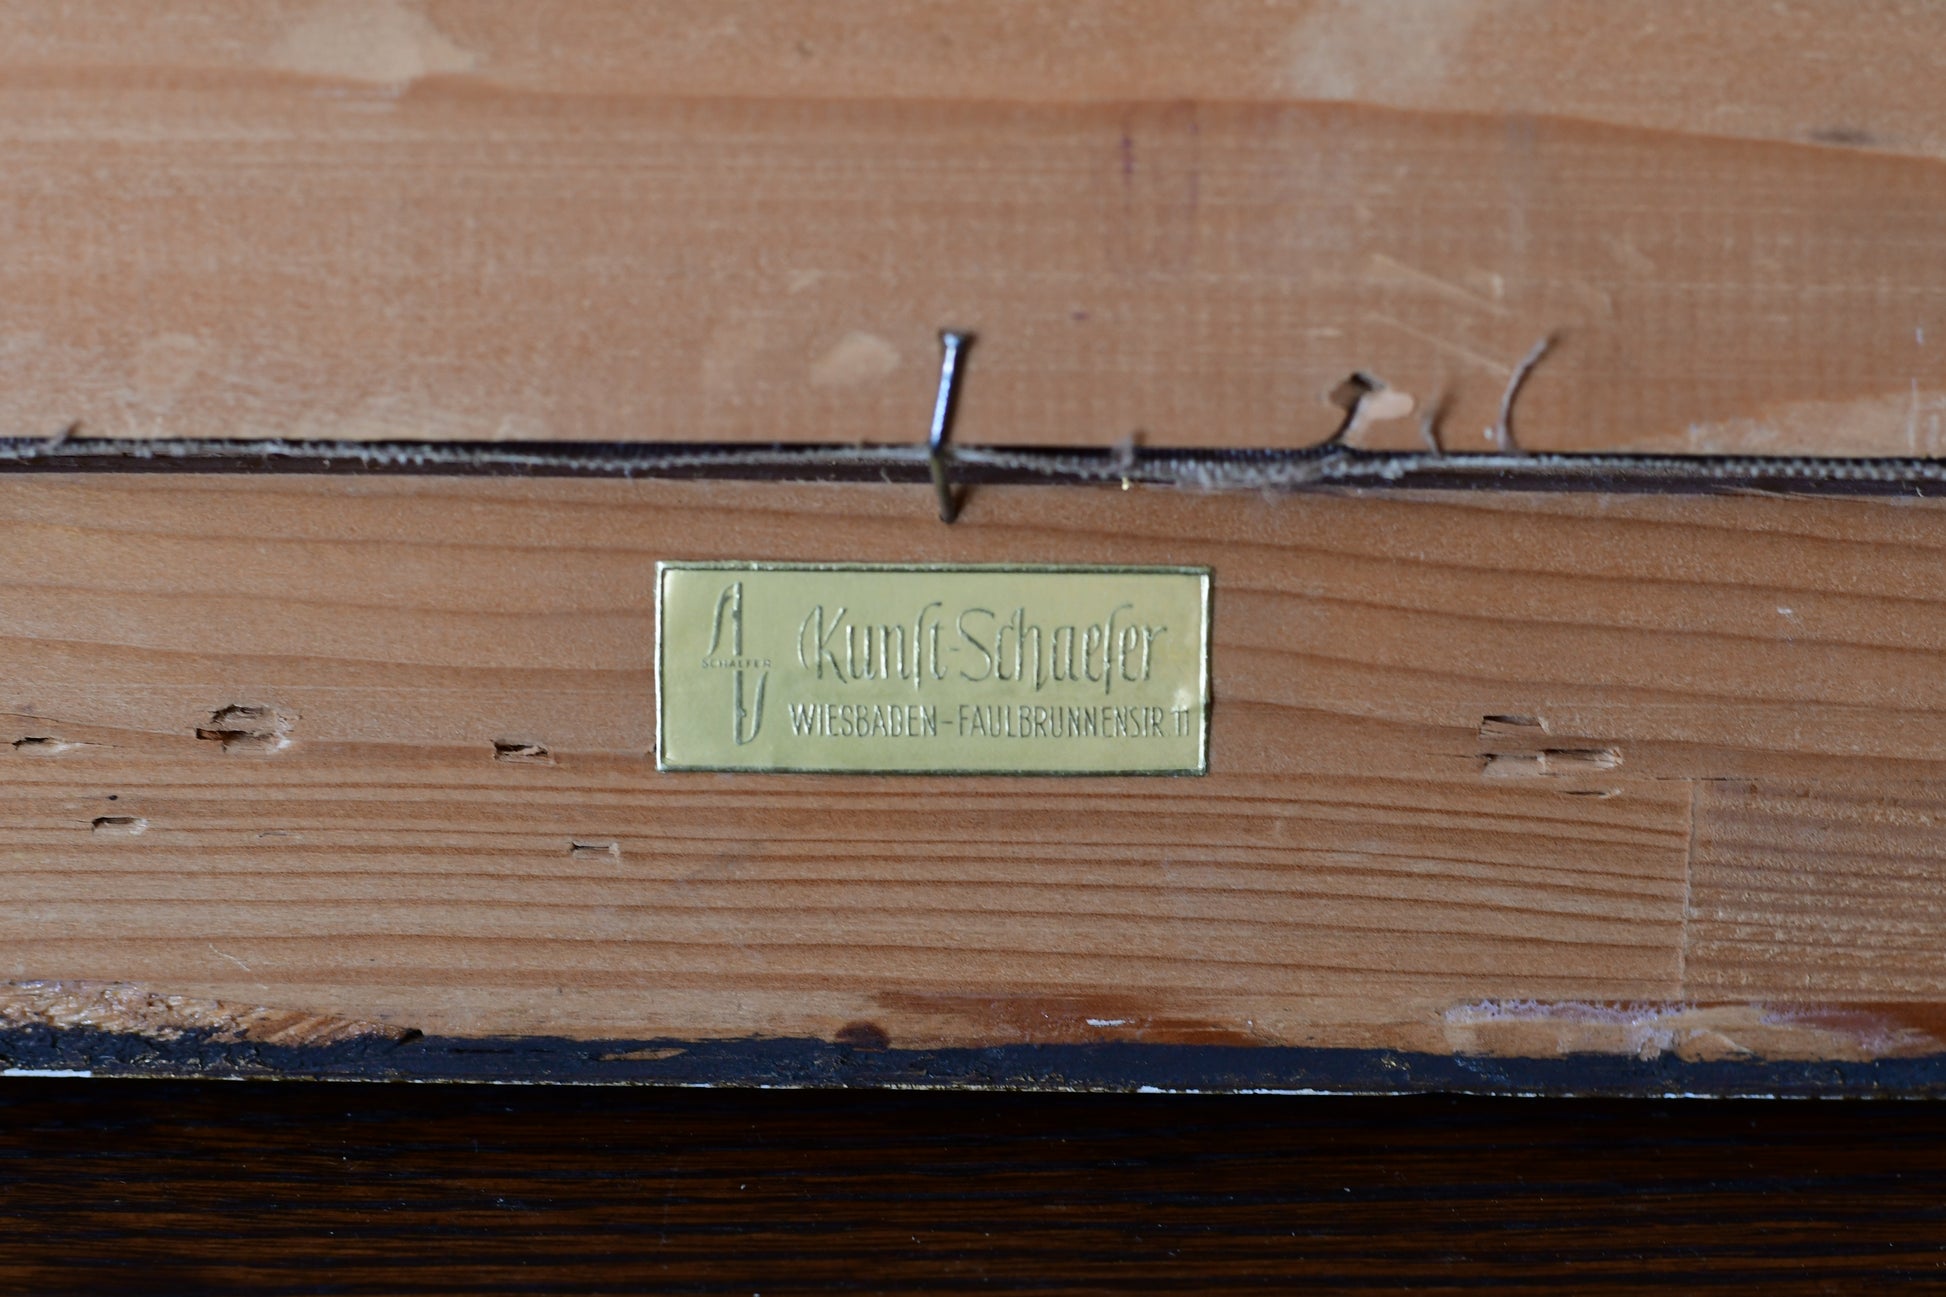 SCHAEFER
Kunst-Schaefer
WIESBADEN-FAULBRUNNENSTR 11